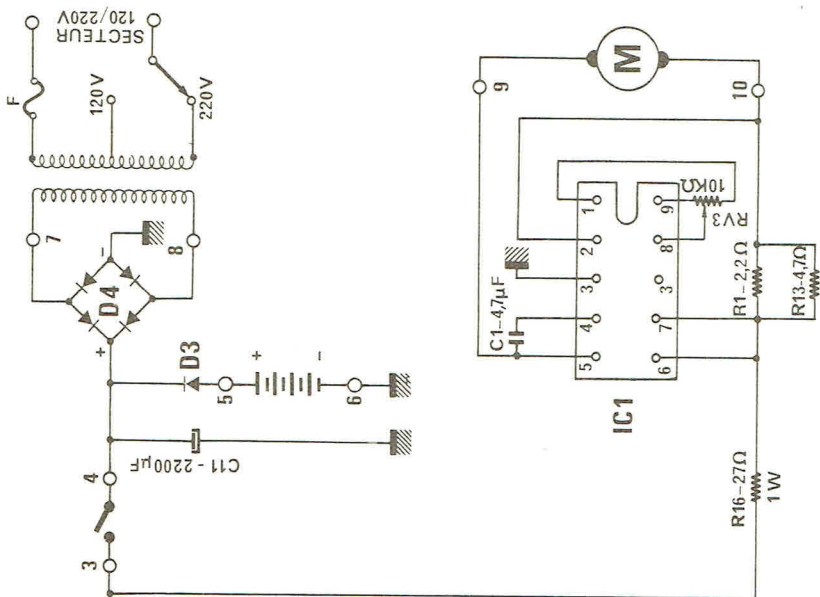 SECTEUR
120/220V
F
120V
220V
7
8
D4
-
+
D3
5
+
-
6
C11-2200µF
4
3
9
M
10
C1-4,7µF
1
2
3
4
5
9
8
3
7
6
RV3
10KΩ
IC1
R1-2,2Ω
R13-4,7Ω
R16-27Ω
1W